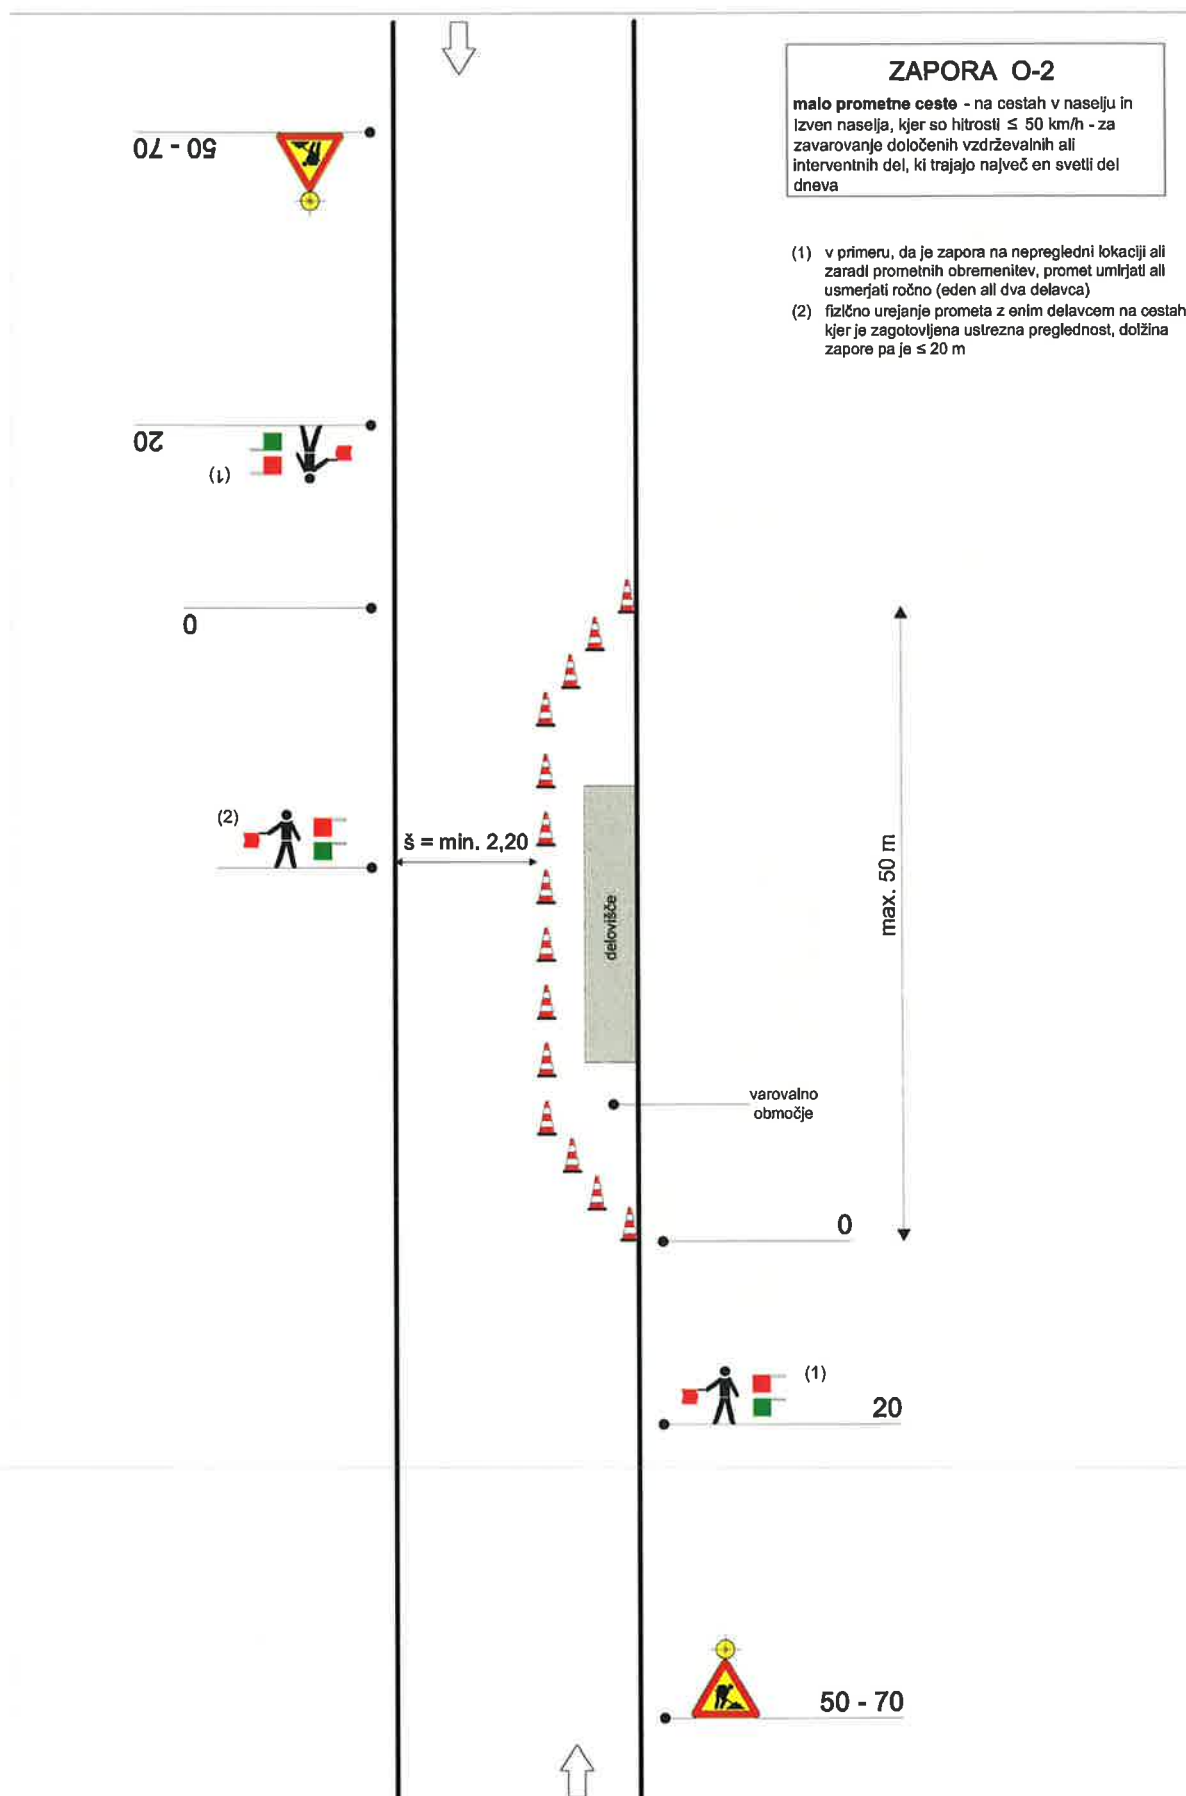 ZAPORA O-2
malo prometne ceste - na cestah v naselju in
izven naselja, kjer so hitrosti ≤ 50 km/h - za
zavarovanje določenih vzdrževalnih ali
interventnih del, ki trajajo največ en svetli del
dneva
(1) v primeru, da je zapora na nepregledni lokaciji ali
zaradi prometnih obremenitev, promet umirjati ali
usmerjati ročno (eden ali dva delavca)
(2) fizično urejanje prometa z enim delavcem na cestah
kjer je zagotovljena ustrezna preglednost, dolžina
zapore pa je ≤ 20 m
50 - 70
20
(1)
0
(2)
š = min. 2,20
delovišče
max. 50 m
varovalno
območje
0
(1)
20
50 - 70